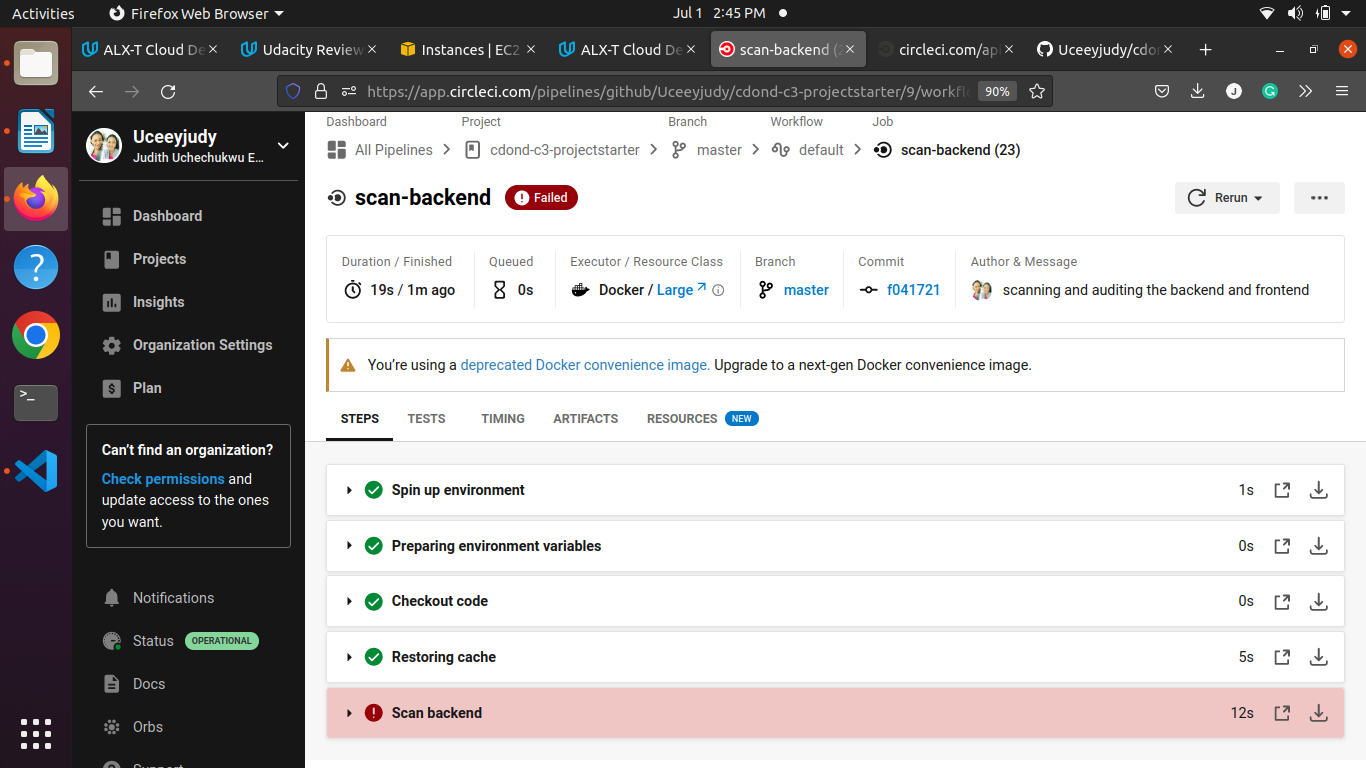 Activities
Firefox Web Browser
Jul 1 2:45 PM
ALX-T Cloud De
Udacity Review
Instances | EC2
ALX-T Cloud De
scan-backend (2
circleci.com/api
Uceeyjudy/cdon
https://app.circleci.com/pipelines/github/Uceeyjudy/cdond-c3-projectstarter/9/workfl
90%
J
G
Uceeyjudy
Judith Uchechukwu E...
Dashboard
Projects
Insights
Organization Settings
Plan
Can't find an organization?
Check permissions and
update access to the ones
you want.
Notifications
Status OPERATIONAL
Docs
Orbs
Support
Dashboard Project Branch Workflow Job
All Pipelines cdond-c3-projectstarter master default scan-backend (23)
scan-backend Failed
Rerun
Duration / Finished Queued Executor / Resource Class Branch Commit Author & Message
19s / 1m ago 0s Docker / Large master f041721 scanning and auditing the backend and frontend
You're using a deprecated Docker convenience image. Upgrade to a next-gen Docker convenience image.
STEPS TESTS TIMING ARTIFACTS RESOURCES NEW
Spin up environment 1s
Preparing environment variables 0s
Checkout code 0s
Restoring cache 5s
Scan backend 12s